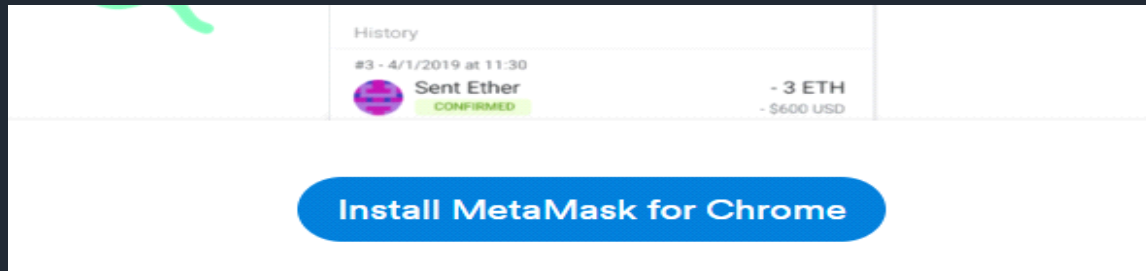 History
#3 - 4/1/2019 at 11:30
Sent Ether - 3 ETH
CONFIRMED - $600 USD
Install MetaMask for Chrome